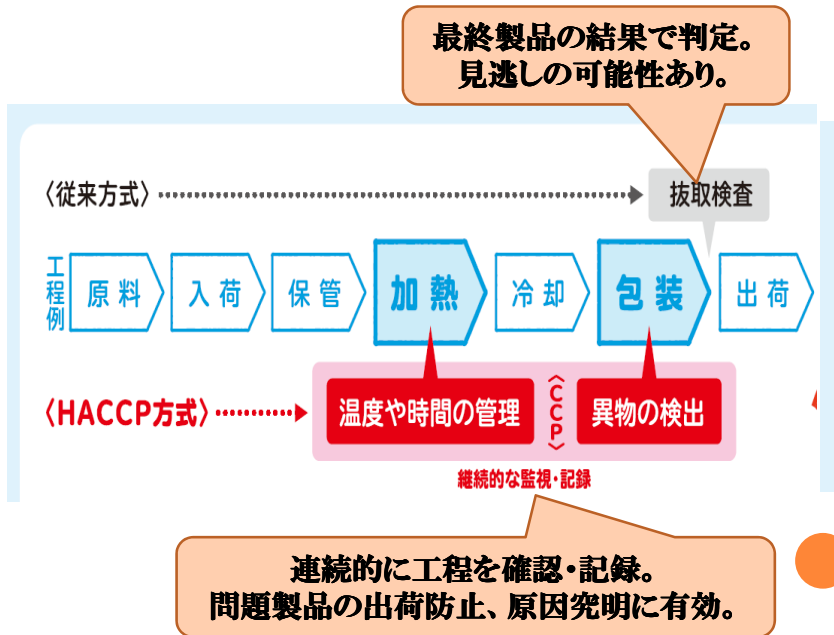 最終製品の結果で判定。
見逃しの可能性あり。
〈従来方式〉
抜取検査
工程例
原料
入荷
保管
加熱
冷却
包装
出荷
〈HACCP方式〉
温度や時間の管理
〈CCP〉
異物の検出
継続的な監視・記録
連続的に工程を確認・記録。
問題製品の出荷防止、原因究明に有効。